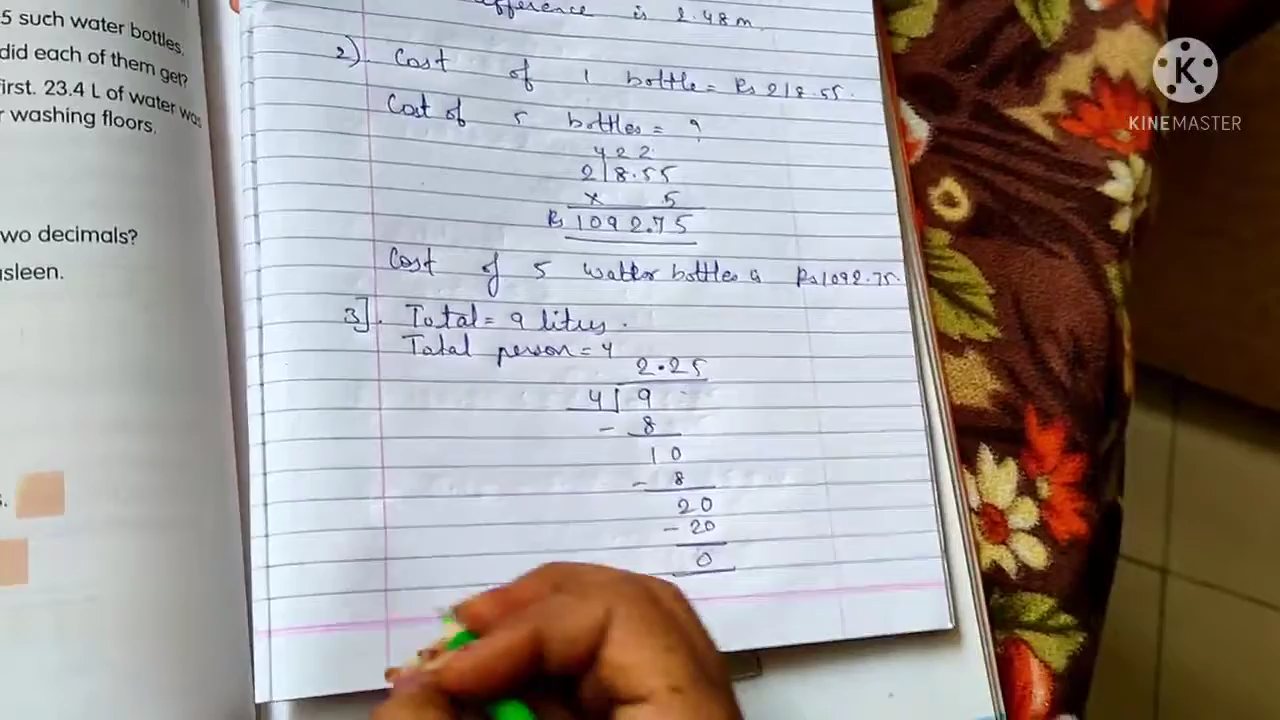 5 such water bottles,
did each of them get?
first. 23.4 L of water was
washing floors.
wo decimals?
asleen.
difference is 2.48m
2) Cost of 1 bottle = Rs 218.55.
Cost of 5 bottles = ?
4 2 2
218.55
x 5
Rs 1092.75
Cost of 5 watter bottles is Rs 1092.75.
3]. Total = 9 litres.
Total person = 4
2.25
4 9
- 8
10
- 8
20
- 20
0
K
KINEMASTER